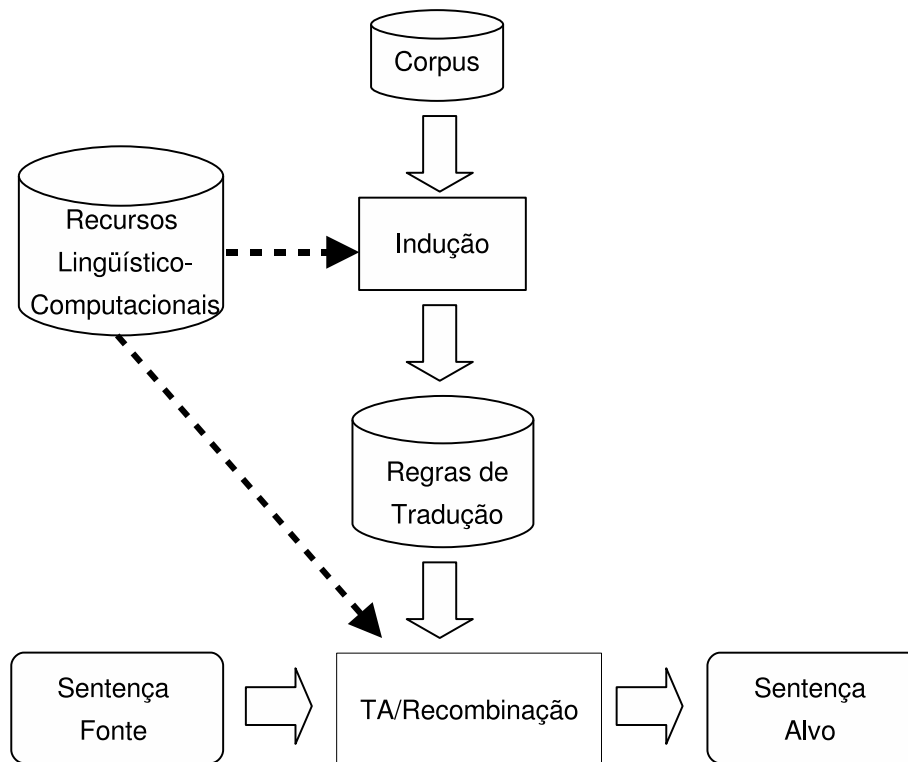 Corpus
Recursos
Lingüístico-
Computacionais
Indução
Regras de
Tradução
Sentença
Fonte
TA/Recombinação
Sentença
Alvo